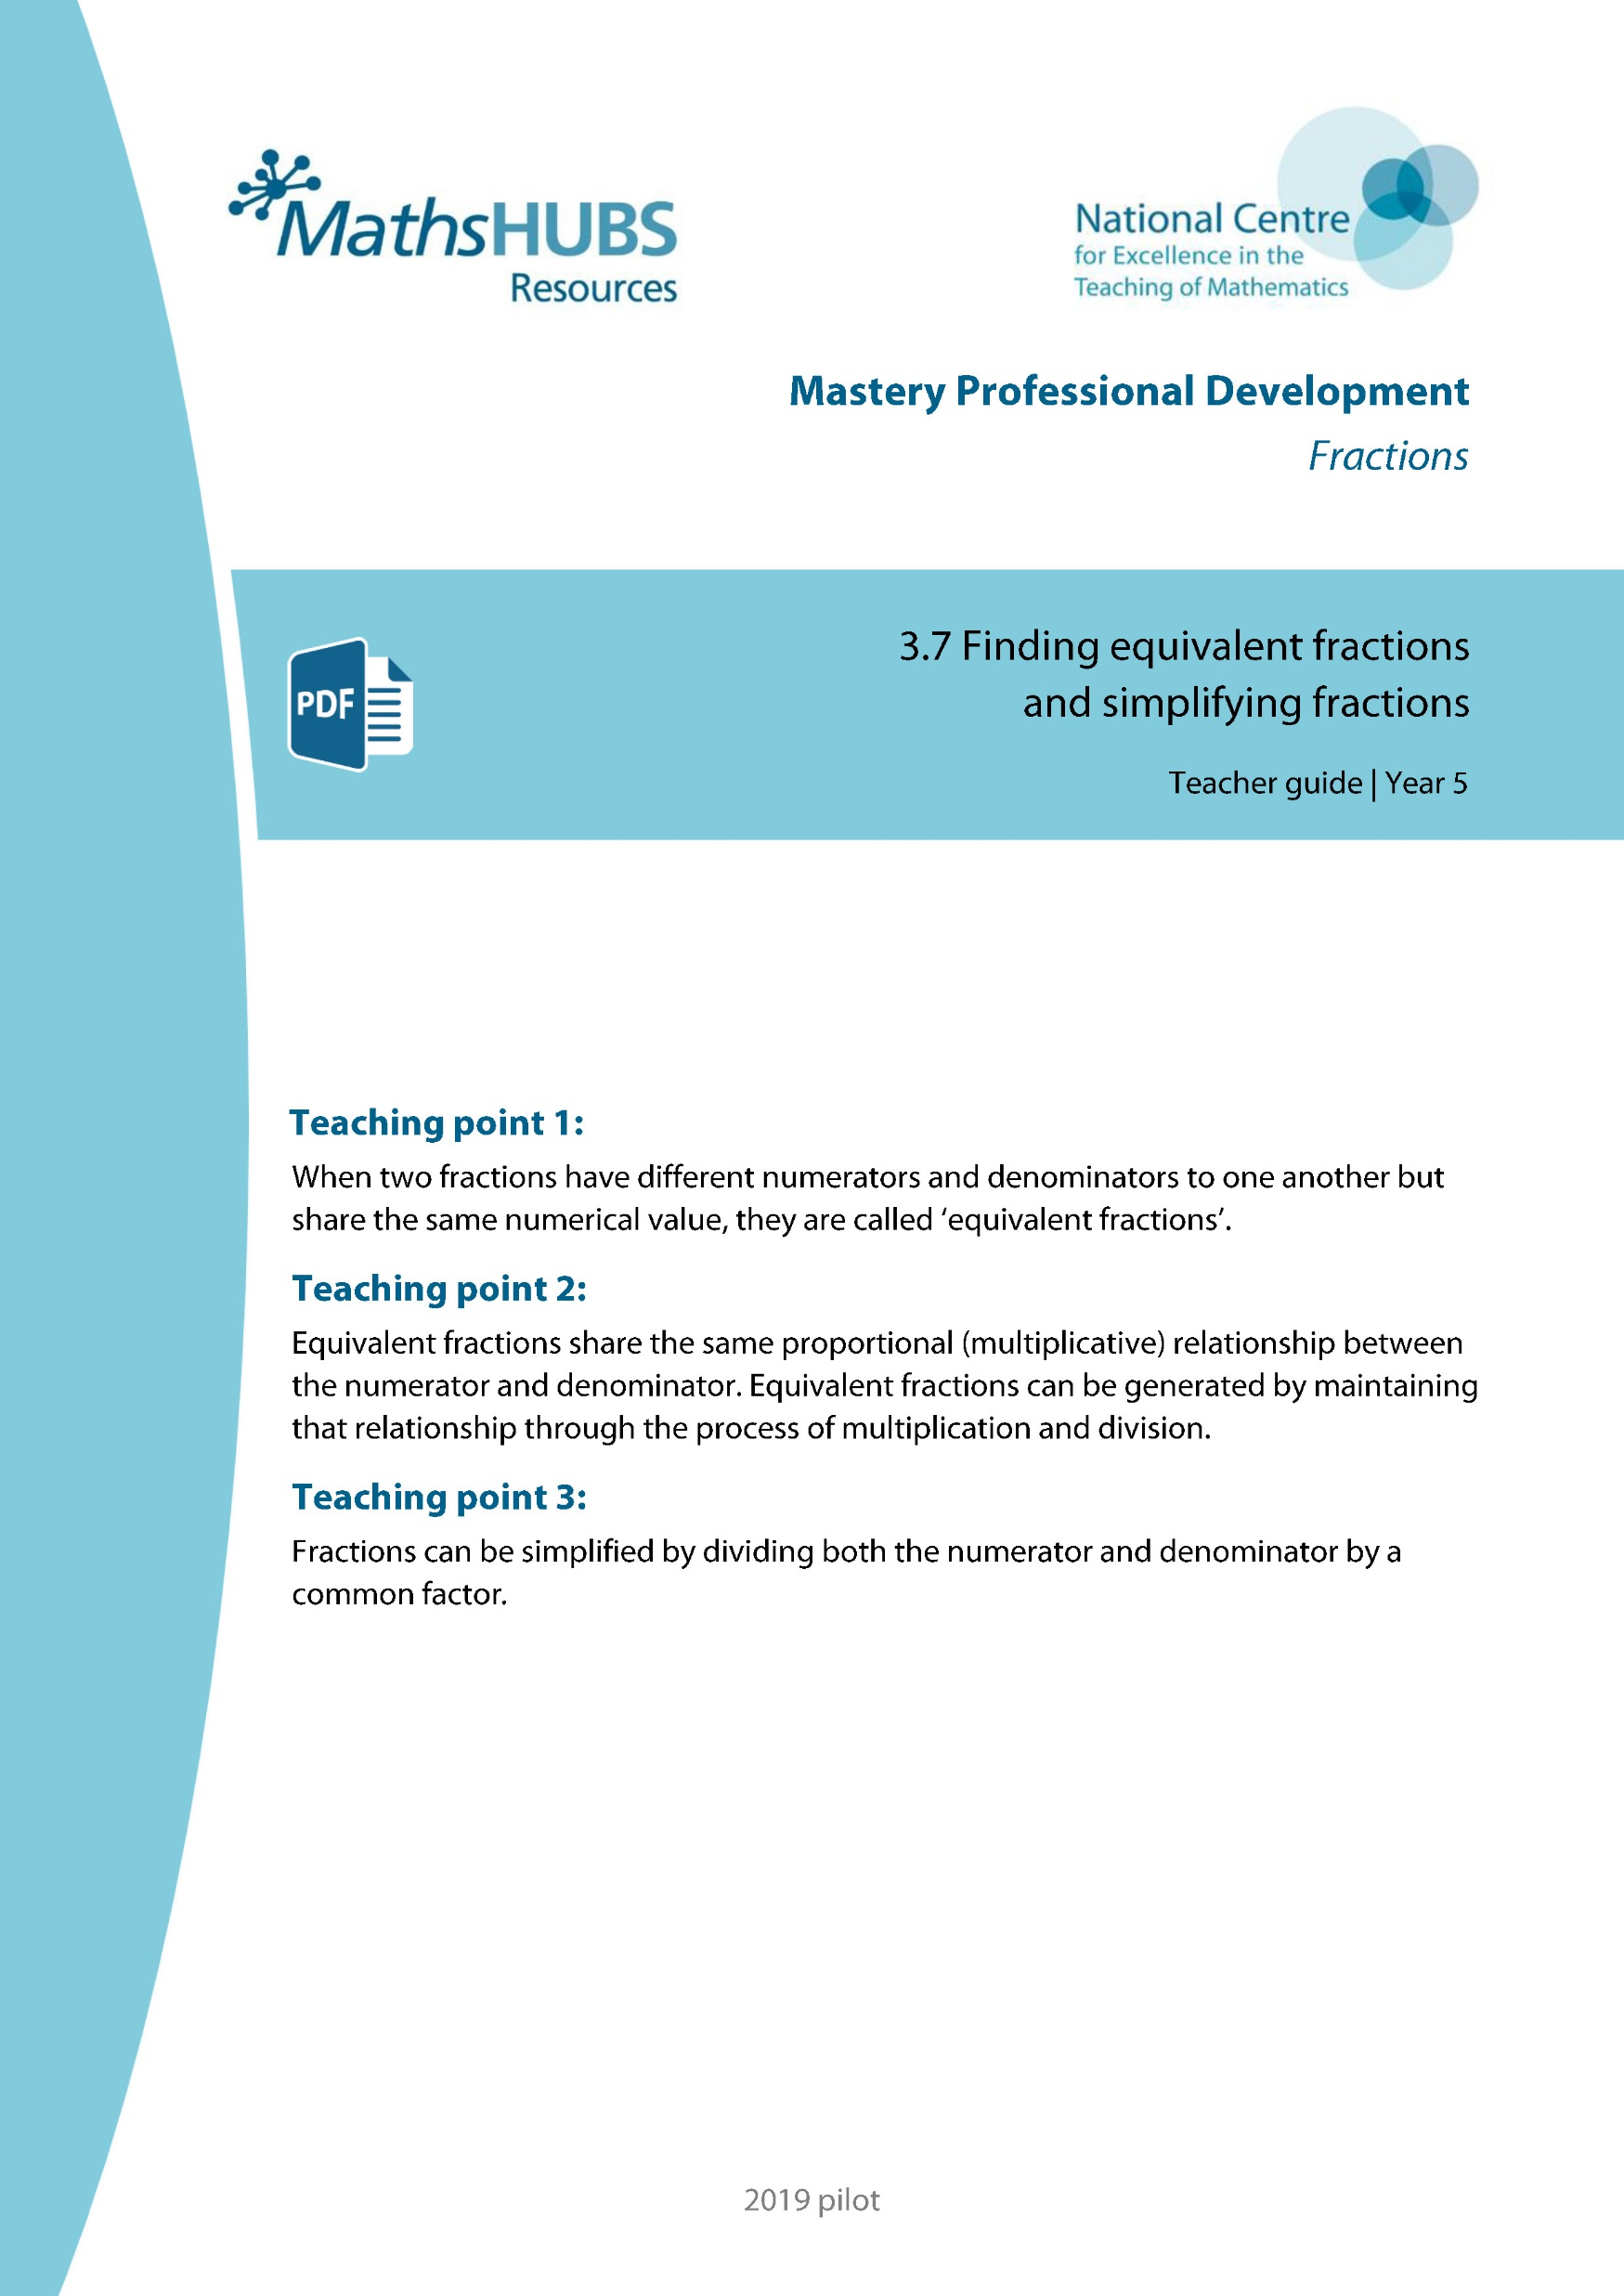 MathsHUBS
Resources
National Centre
for Excellence in the
Teaching of Mathematics
Mastery Professional Development
Fractions
PDF
3.7 Finding equivalent fractions
and simplifying fractions
Teacher guide | Year 5
Teaching point 1:
When two fractions have different numerators and denominators to one another but
share the same numerical value, they are called ‘equivalent fractions’.
Teaching point 2:
Equivalent fractions share the same proportional (multiplicative) relationship between
the numerator and denominator. Equivalent fractions can be generated by maintaining
that relationship through the process of multiplication and division.
Teaching point 3:
Fractions can be simplified by dividing both the numerator and denominator by a
common factor.
2019 pilot